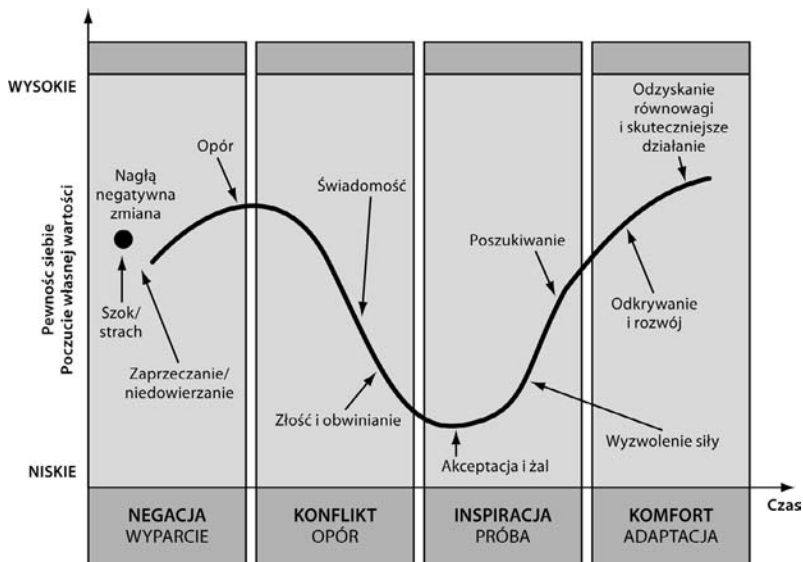 WYSOKIE
Pewność siebie
Poczucie własnej wartości
NISKIE
Nagłą
negatywna
zmiana
Szok/
strach
Zaprzeczanie/
niedowierzanie
Opór
Świadomość
Złość i obwinianie
Akceptacja i żal
Poszukiwanie
Wyzwolenie siły
Odkrywanie
i rozwój
Odzyskanie
równowagi
i skuteczniejsze
działanie
Czas
NEGACJA
WYPARCIE
KONFLIKT
OPÓR
INSPIRACJA
PRÓBA
KOMFORT
ADAPTACJA